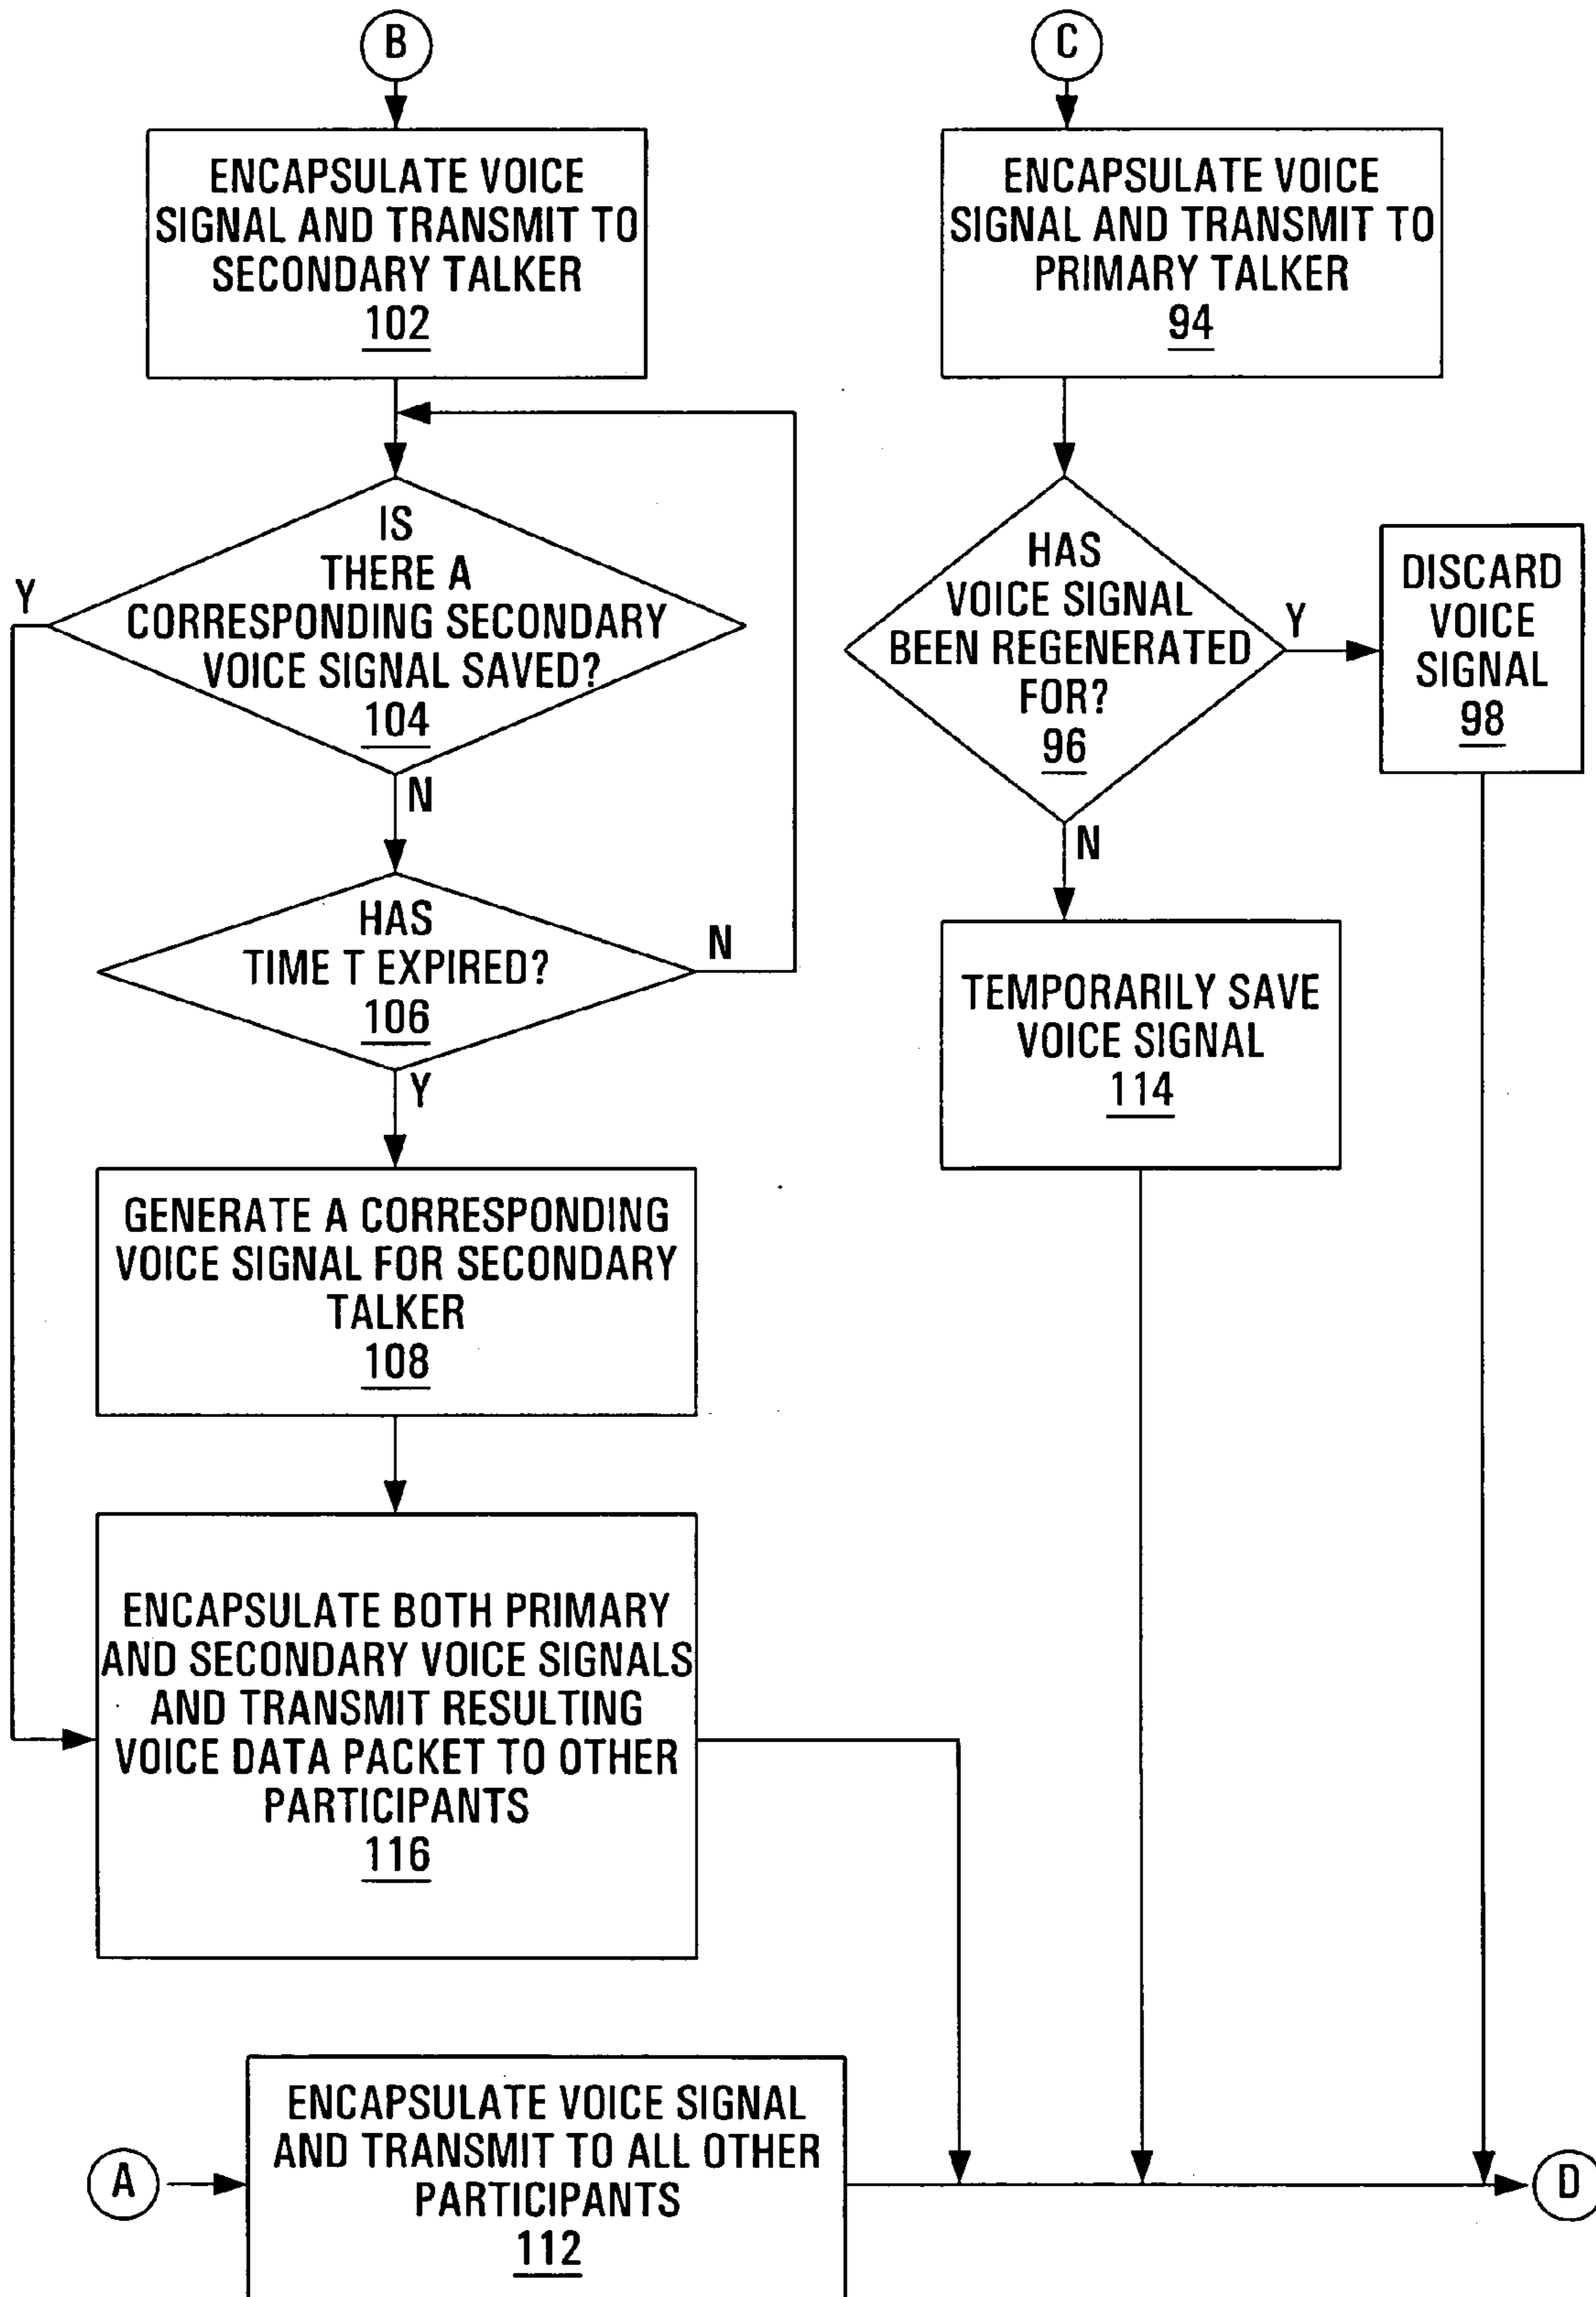 B
ENCAPSULATE VOICE
SIGNAL AND TRANSMIT TO
SECONDARY TALKER
102
IS
THERE A
CORRESPONDING SECONDARY
VOICE SIGNAL SAVED?
104
Y
N
HAS
TIME T EXPIRED?
106
N
Y
GENERATE A CORRESPONDING
VOICE SIGNAL FOR SECONDARY
TALKER
108
ENCAPSULATE BOTH PRIMARY
AND SECONDARY VOICE SIGNALS
AND TRANSMIT RESULTING
VOICE DATA PACKET TO OTHER
PARTICIPANTS
116
C
ENCAPSULATE VOICE
SIGNAL AND TRANSMIT TO
PRIMARY TALKER
94
HAS
VOICE SIGNAL
BEEN REGENERATED
FOR?
96
Y
DISCARD
VOICE
SIGNAL
98
N
TEMPORARILY SAVE
VOICE SIGNAL
114
A
ENCAPSULATE VOICE SIGNAL
AND TRANSMIT TO ALL OTHER
PARTICIPANTS
112
D